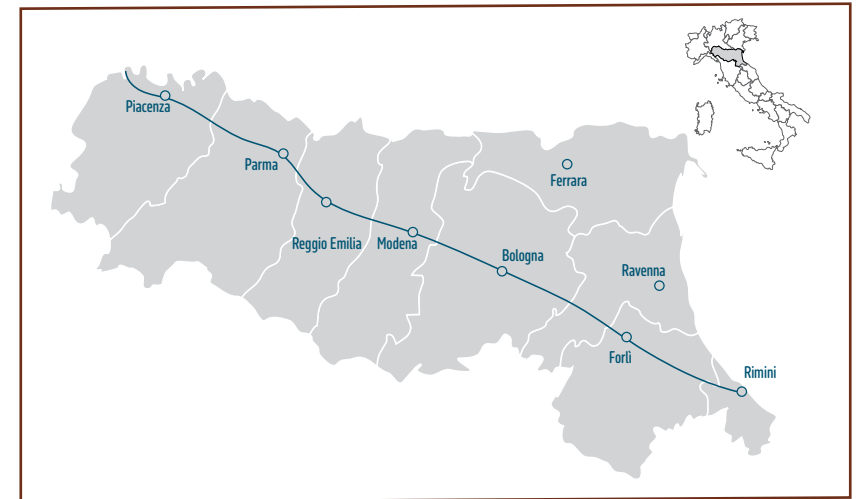 Piacenza
Parma
Ferrara
Reggio Emilia
Modena
Bologna
Ravenna
Forlì
Rimini